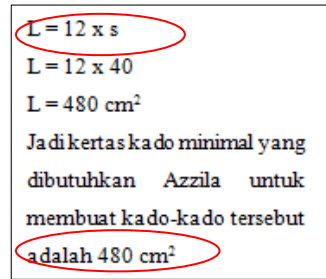 L = 12 x s
L = 12 x 40
L = 480 cm²
Jadi kertas kado minimal yang
dibutuhkan Azzila untuk
membuat kado-kado tersebut
adalah 480 cm²